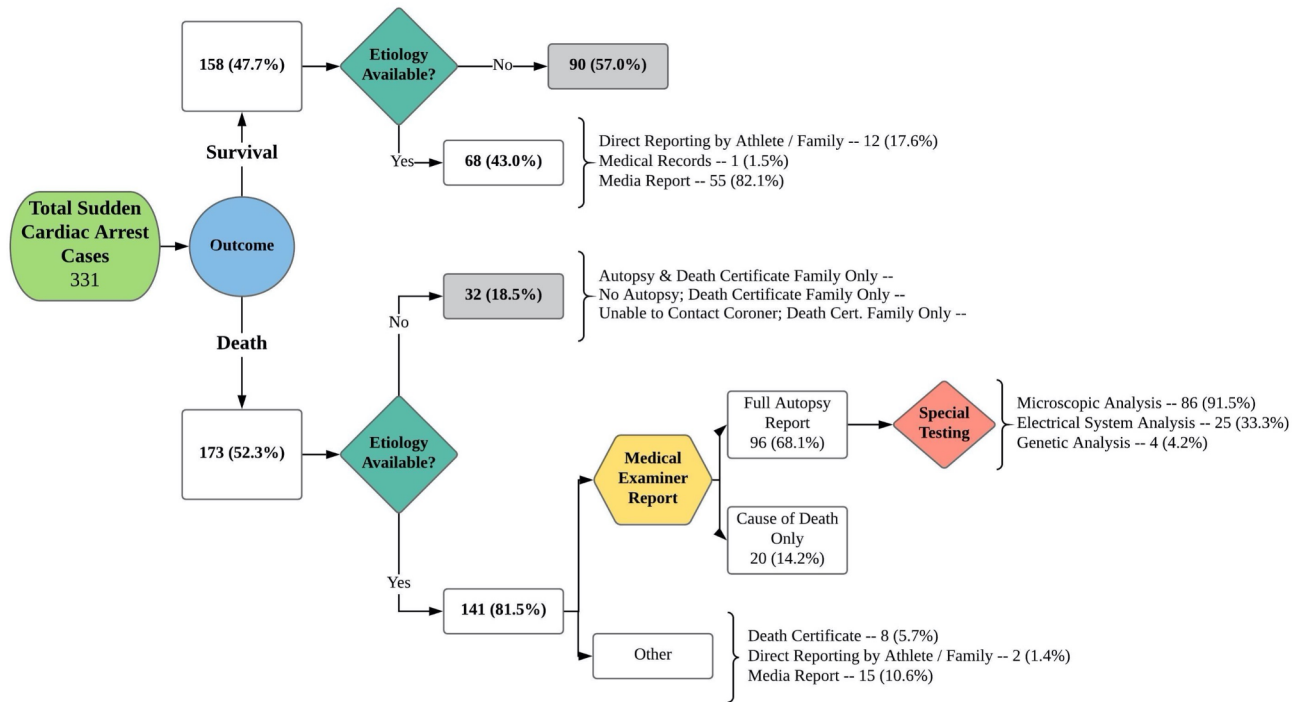 158 (47.7%)
Etiology
Available?
No
90 (57.0%)
Yes
68 (43.0%)
Direct Reporting by Athlete / Family -- 12 (17.6%)
Medical Records -- 1 (1.5%)
Media Report -- 55 (82.1%)
Survival
Total Sudden
Cardiac Arrest
Cases
331
Outcome
Death
173 (52.3%)
Etiology
Available?
No
32 (18.5%)
Autopsy & Death Certificate Family Only --
No Autopsy; Death Certificate Family Only --
Unable to Contact Coroner; Death Cert. Family Only --
Yes
141 (81.5%)
Medical
Examiner
Report
Full Autopsy
Report
96 (68.1%)
Special
Testing
Microscopic Analysis -- 86 (91.5%)
Electrical System Analysis -- 25 (33.3%)
Genetic Analysis -- 4 (4.2%)
Cause of Death
Only
20 (14.2%)
Other
Death Certificate -- 8 (5.7%)
Direct Reporting by Athlete / Family -- 2 (1.4%)
Media Report -- 15 (10.6%)